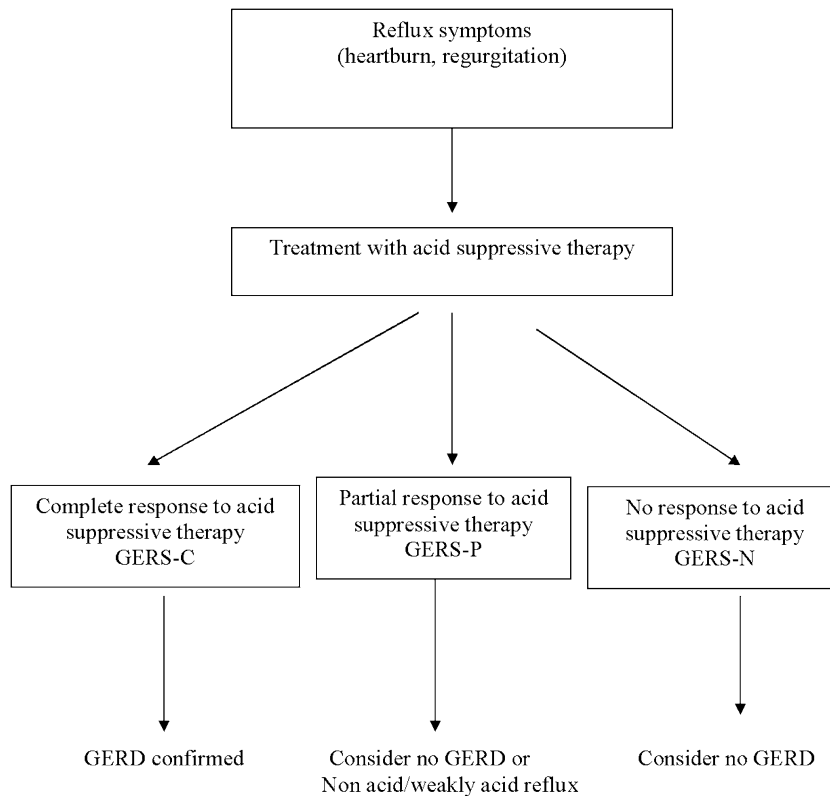 Reflux symptoms
(heartburn, regurgitation)
Treatment with acid suppressive therapy
Complete response to acid
suppressive therapy
GERS-C
Partial response to acid
suppressive therapy
GERS-P
No response to acid
suppressive therapy
GERS-N
GERD confirmed
Consider no GERD or
Non acid/weakly acid reflux
Consider no GERD